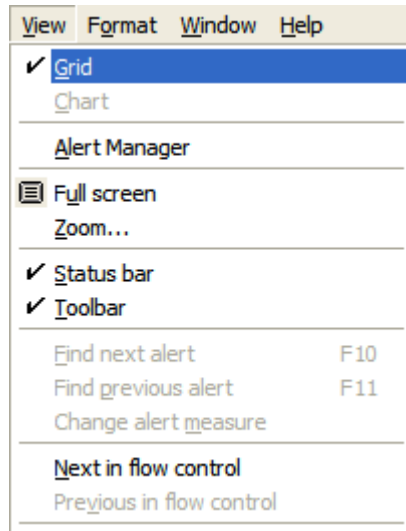 View Format Window Help
Grid
Chart
Alert Manager
Full screen
Zoom...
Status bar
Toolbar
Find next alert F10
Find previous alert F11
Change alert measure
Next in flow control
Previous in flow control